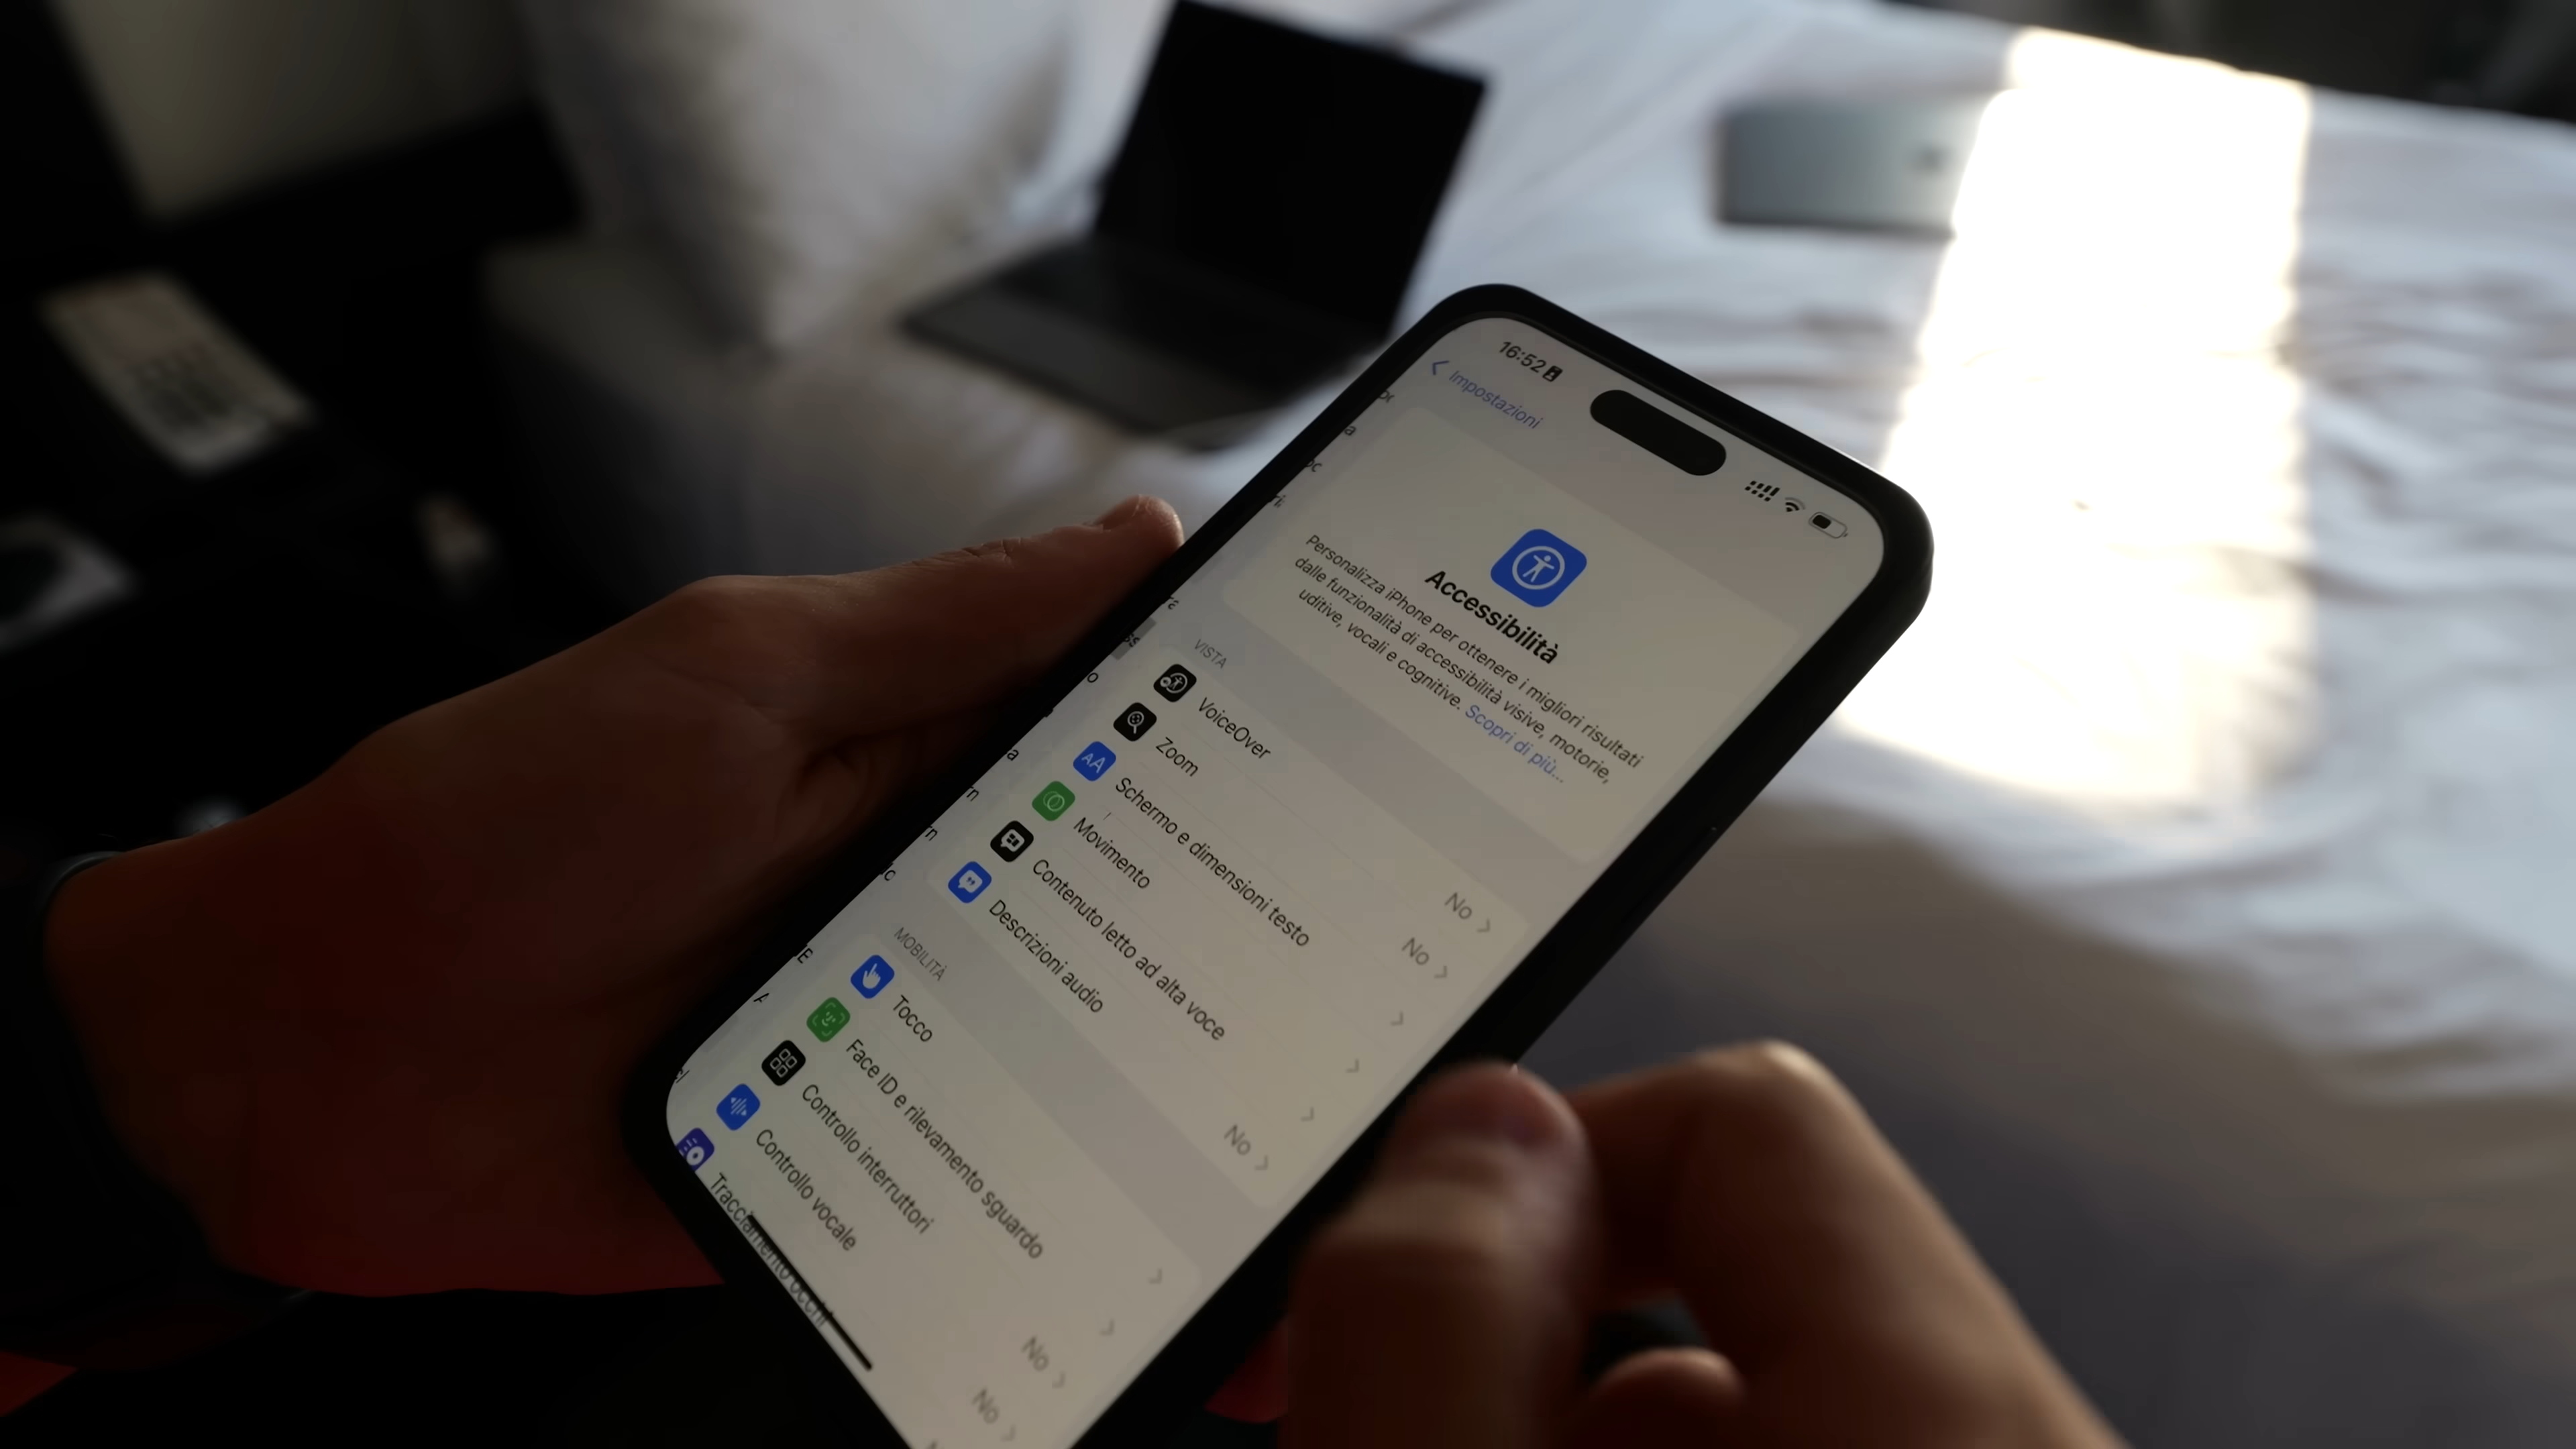 16:52
Impostazioni
Accessibilità
Personalizza iPhone per ottenere i migliori risultati
dalle funzionalità di accessibilità visive, motorie,
uditive, vocali e cognitive. Scopri di più...
VISTA
VoiceOver No
Zoom No
Schermo e dimensioni testo
Movimento
Contenuto letto ad alta voce
Descrizioni audio No
MOBILITÀ
Tocco
Face ID e rilevamento sguardo
Controllo interruttori No
Controllo vocale No
Tracciamento occhi